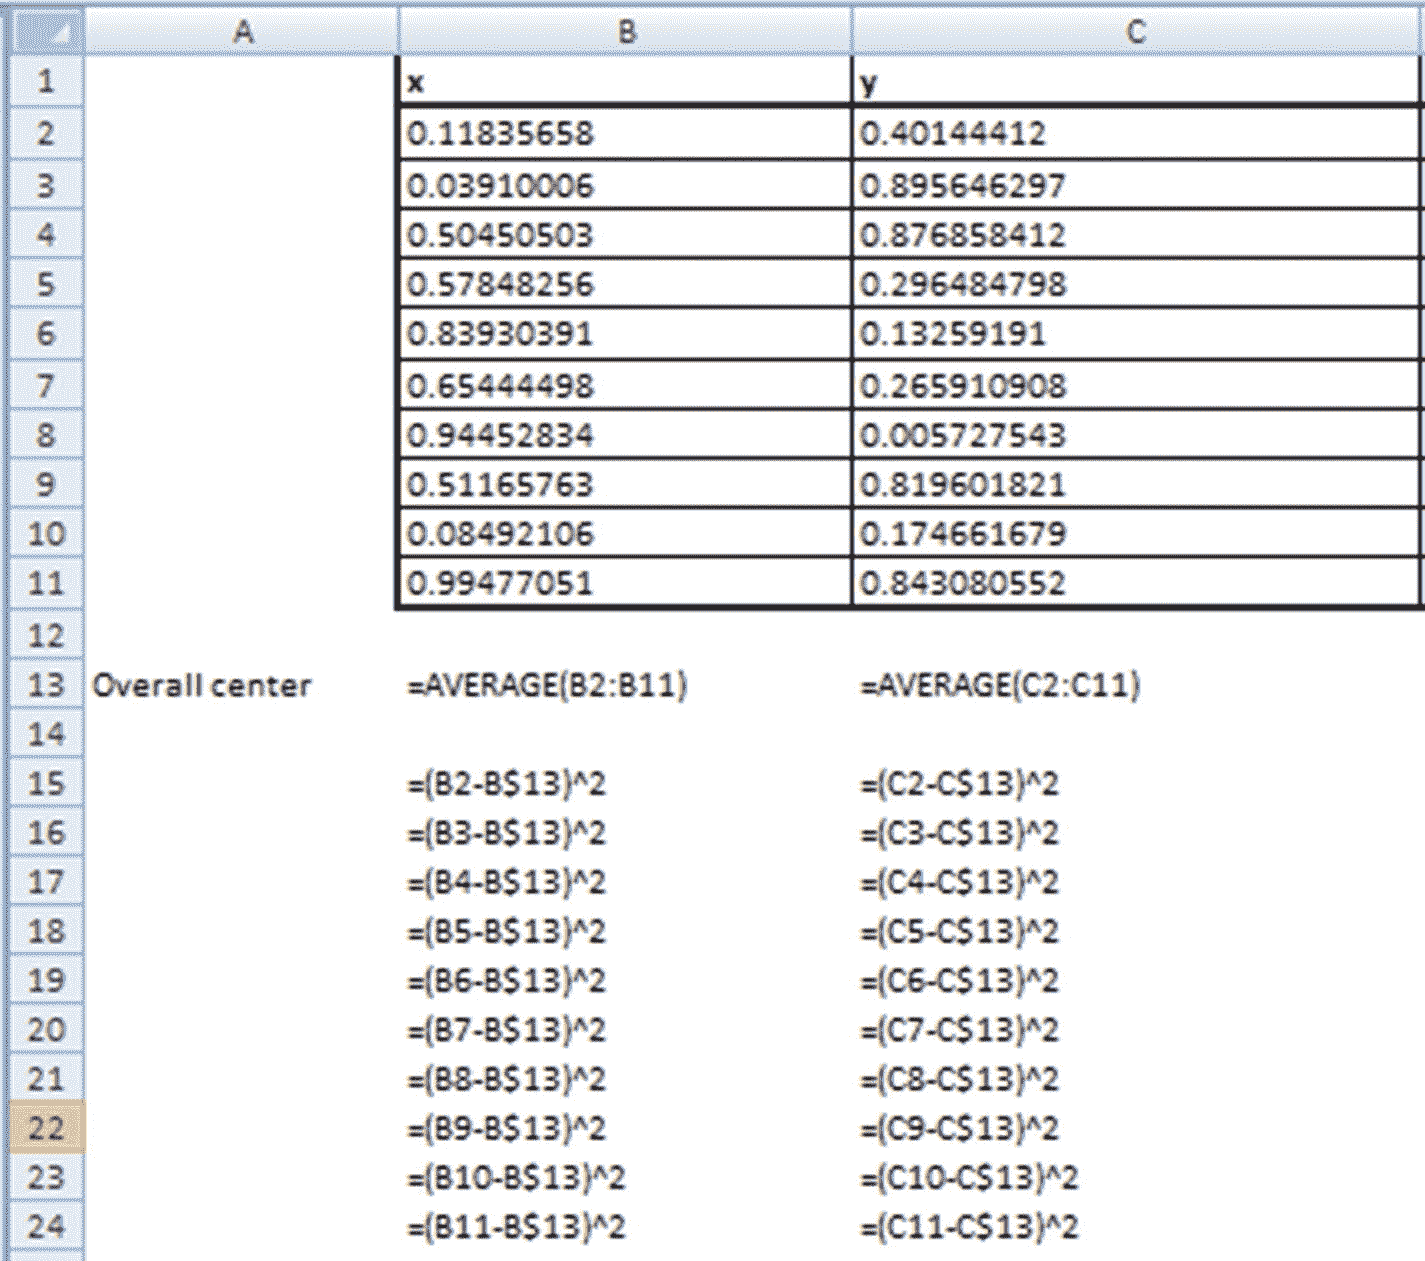 A B C
1 x y
2 0.11835658 0.40144412
3 0.03910006 0.895646297
4 0.50450503 0.876858412
5 0.57848256 0.296484798
6 0.83930391 0.13259191
7 0.65444498 0.265910908
8 0.94452834 0.005727543
9 0.51165763 0.819601821
10 0.08492106 0.174661679
11 0.99477051 0.843080552
12
13 Overall center =AVERAGE(B2:B11) =AVERAGE(C2:C11)
14
15 =(B2-B$13)^2 =(C2-C$13)^2
16 =(B3-B$13)^2 =(C3-C$13)^2
17 =(B4-B$13)^2 =(C4-C$13)^2
18 =(B5-B$13)^2 =(C5-C$13)^2
19 =(B6-B$13)^2 =(C6-C$13)^2
20 =(B7-B$13)^2 =(C7-C$13)^2
21 =(B8-B$13)^2 =(C8-C$13)^2
22 =(B9-B$13)^2 =(C9-C$13)^2
23 =(B10-B$13)^2 =(C10-C$13)^2
24 =(B11-B$13)^2 =(C11-C$13)^2